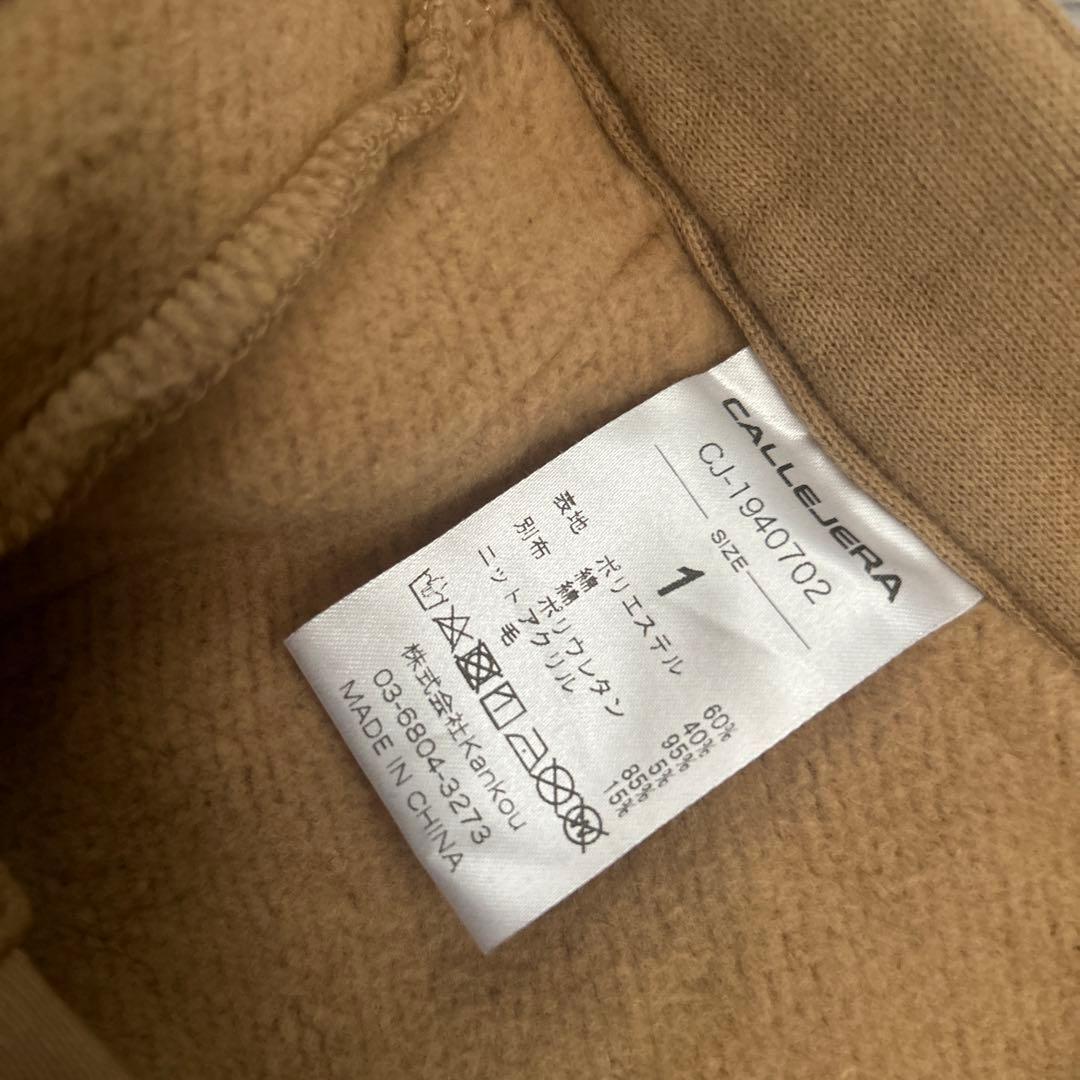 CALLEJERA
CJ-1940702
SIZE
1
表地 ポリエステル 60%
綿 40%
別布 綿 95%
ポリウレタン 5%
ニット アクリル 85%
毛 15%
株式会社Kankou
03-6804-3273
MADE IN CHINA